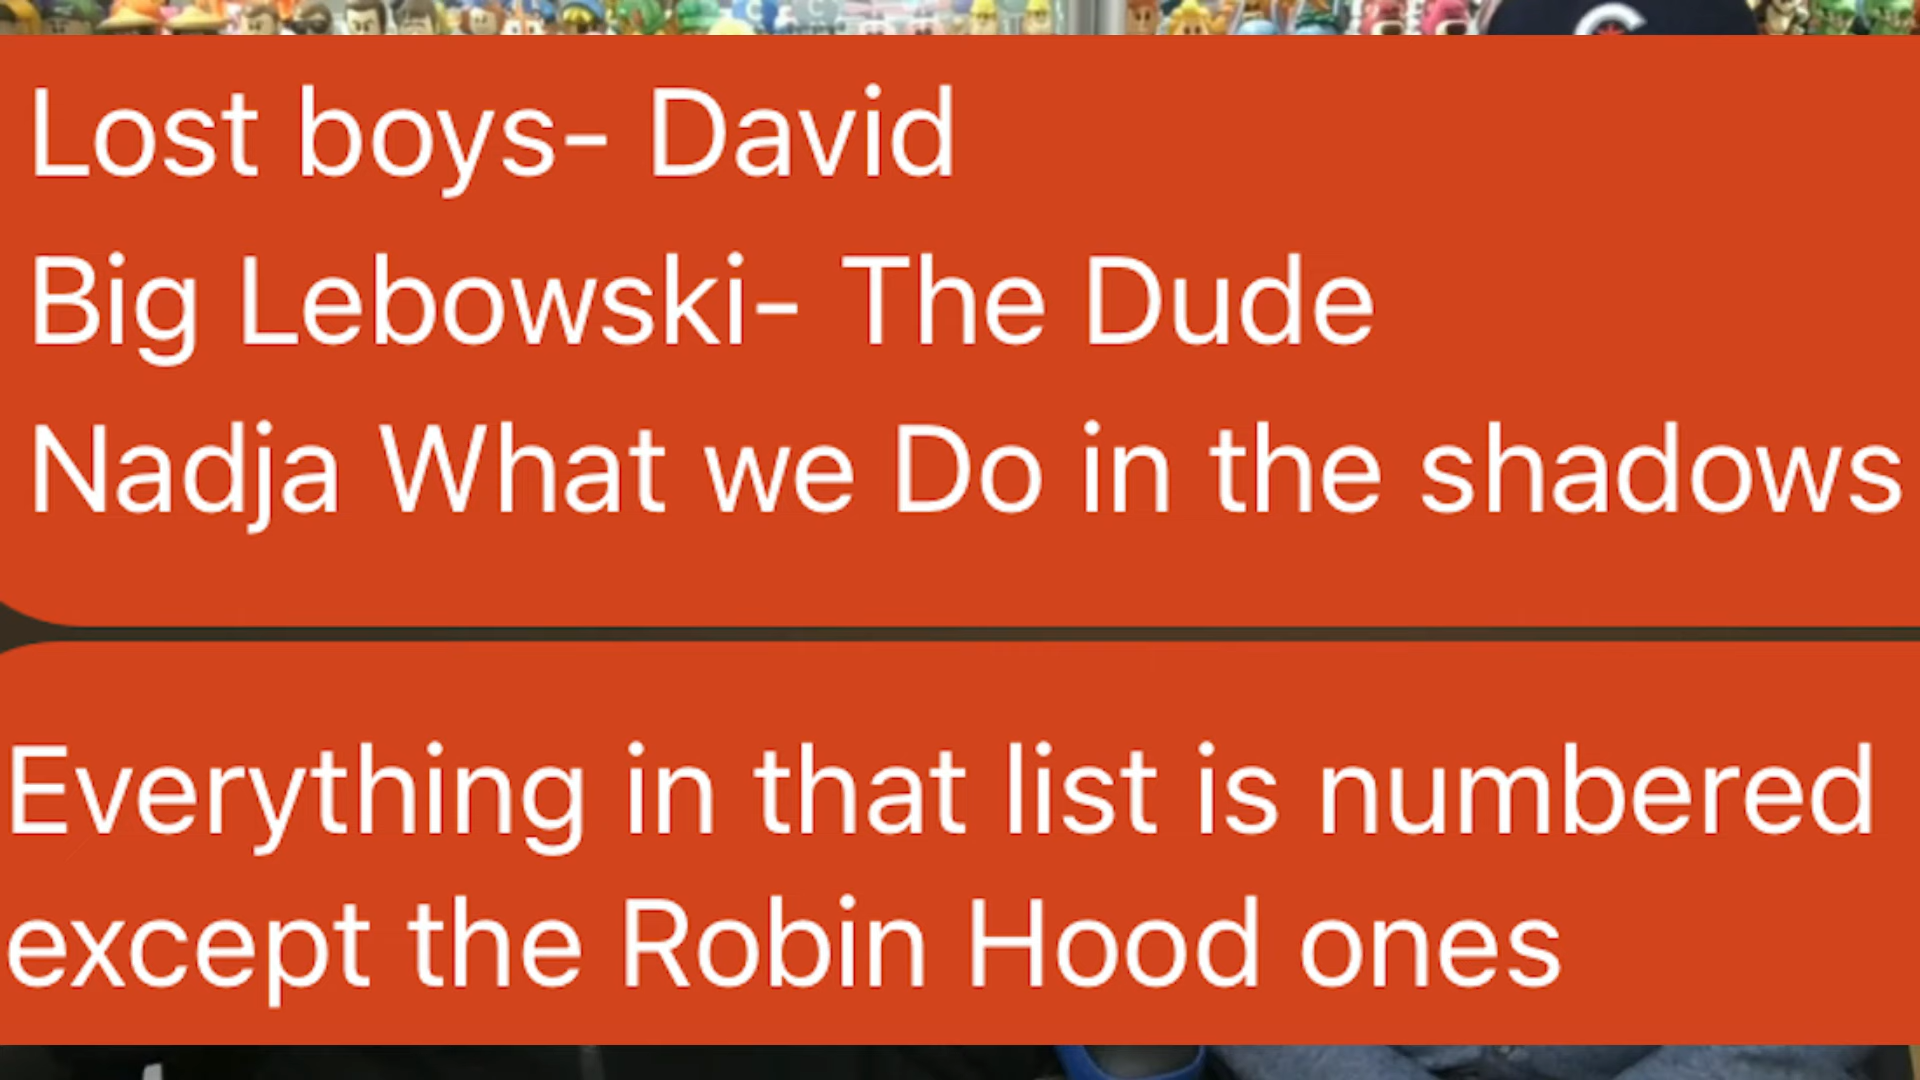 Lost boys- David
Big Lebowski- The Dude
Nadja What we Do in the shadows
Everything in that list is numbered
except the Robin Hood ones